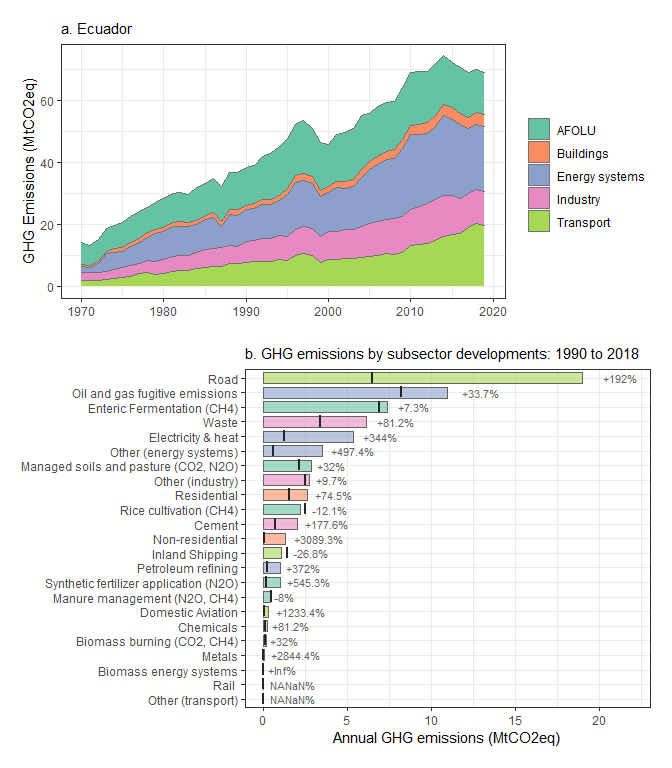 a. Ecuador
GHG Emissions (MtCO2eq)
60
40
20
0
1970
1980
1990
2000
2010
2020
AFOLU
Buildings
Energy systems
Industry
Transport
b. GHG emissions by subsector developments: 1990 to 2018
Road +192%
Oil and gas fugitive emissions +33.7%
Enteric Fermentation (CH4) +7.3%
Waste +81.2%
Electricity & heat +344%
Other (energy systems) +497.4%
Managed soils and pasture (CO2, N2O) +32%
Other (industry) +9.7%
Residential +74.5%
Rice cultivation (CH4) -12.1%
Cement +177.6%
Non-residential +3089.3%
Inland Shipping -26.8%
Petroleum refining +372%
Synthetic fertilizer application (N2O) +545.3%
Manure management (N2O, CH4) -8%
Domestic Aviation +1233.4%
Chemicals +81.2%
Biomass burning (CO2, CH4) +32%
Metals +2844.4%
Biomass energy systems +Inf%
Rail NANaN%
Other (transport) NANaN%
0
5
10
15
20
Annual GHG emissions (MtCO2eq)